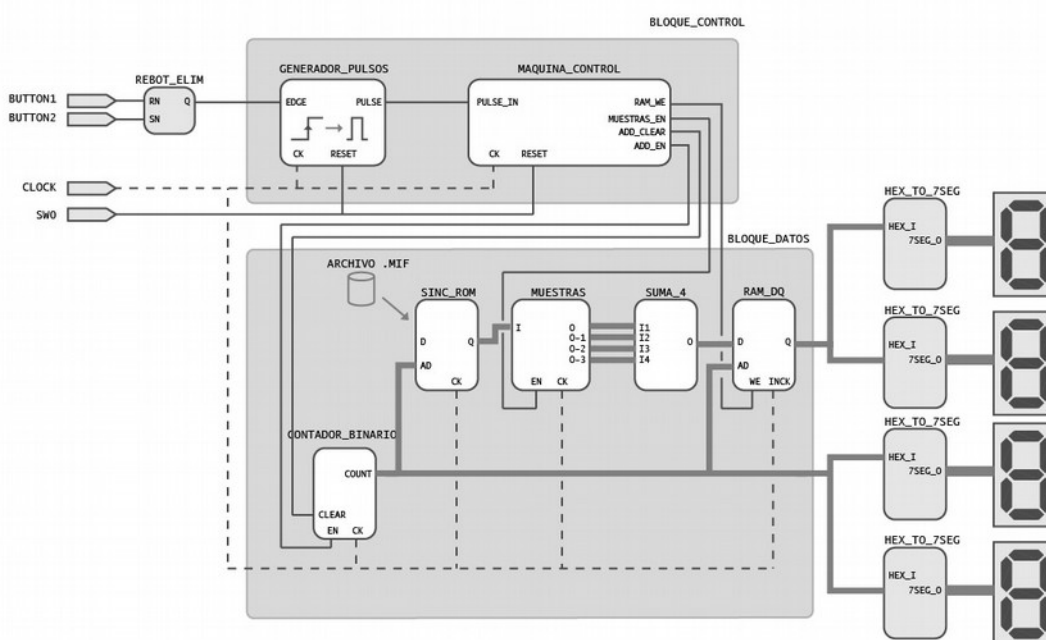 BLOQUE_CONTROL
GENERADOR_PULSOS
MAQUINA_CONTROL
REBOT_ELIM
BUTTON1
RN
Q
EDGE
PULSE
PULSE_IN
RAM_WE
BUTTON2
SN
MUESTRAS_EN
ADD_CLEAR
ADD_EN
CK
RESET
CK
RESET
CLOCK
SW0
HEX_TO_7SEG
HEX_I
7SEG_O
BLOQUE_DATOS
ARCHIVO .MIF
SINC_ROM
MUESTRAS
SUMA_4
RAM_DQ
HEX_TO_7SEG
I
O
I1
O-1
I2
D
Q
O-2
I3
O
D
Q
HEX_I
O-3
I4
7SEG_O
AD
AD
CK
EN
CK
WE
INCK
HEX_TO_7SEG
CONTADOR_BINARIO
HEX_I
COUNT
7SEG_O
CLEAR
EN
CK
HEX_TO_7SEG
HEX_I
7SEG_O